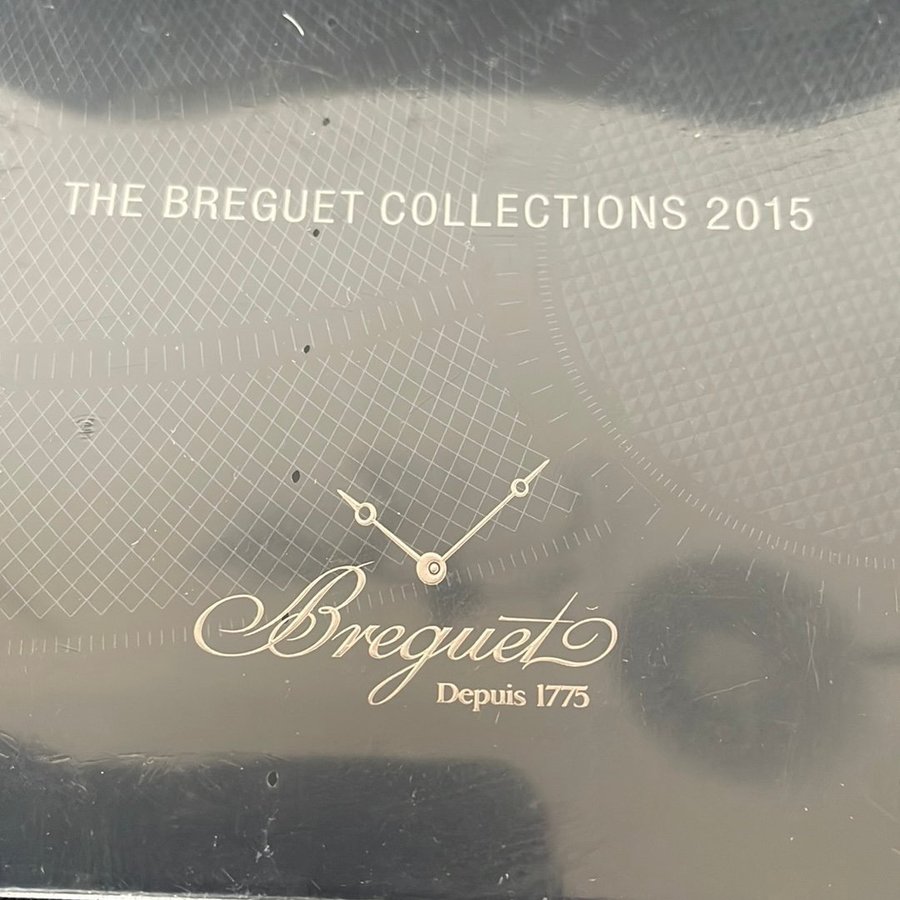 THE BREGUET COLLECTIONS 2015
Breguet
Depuis 1775